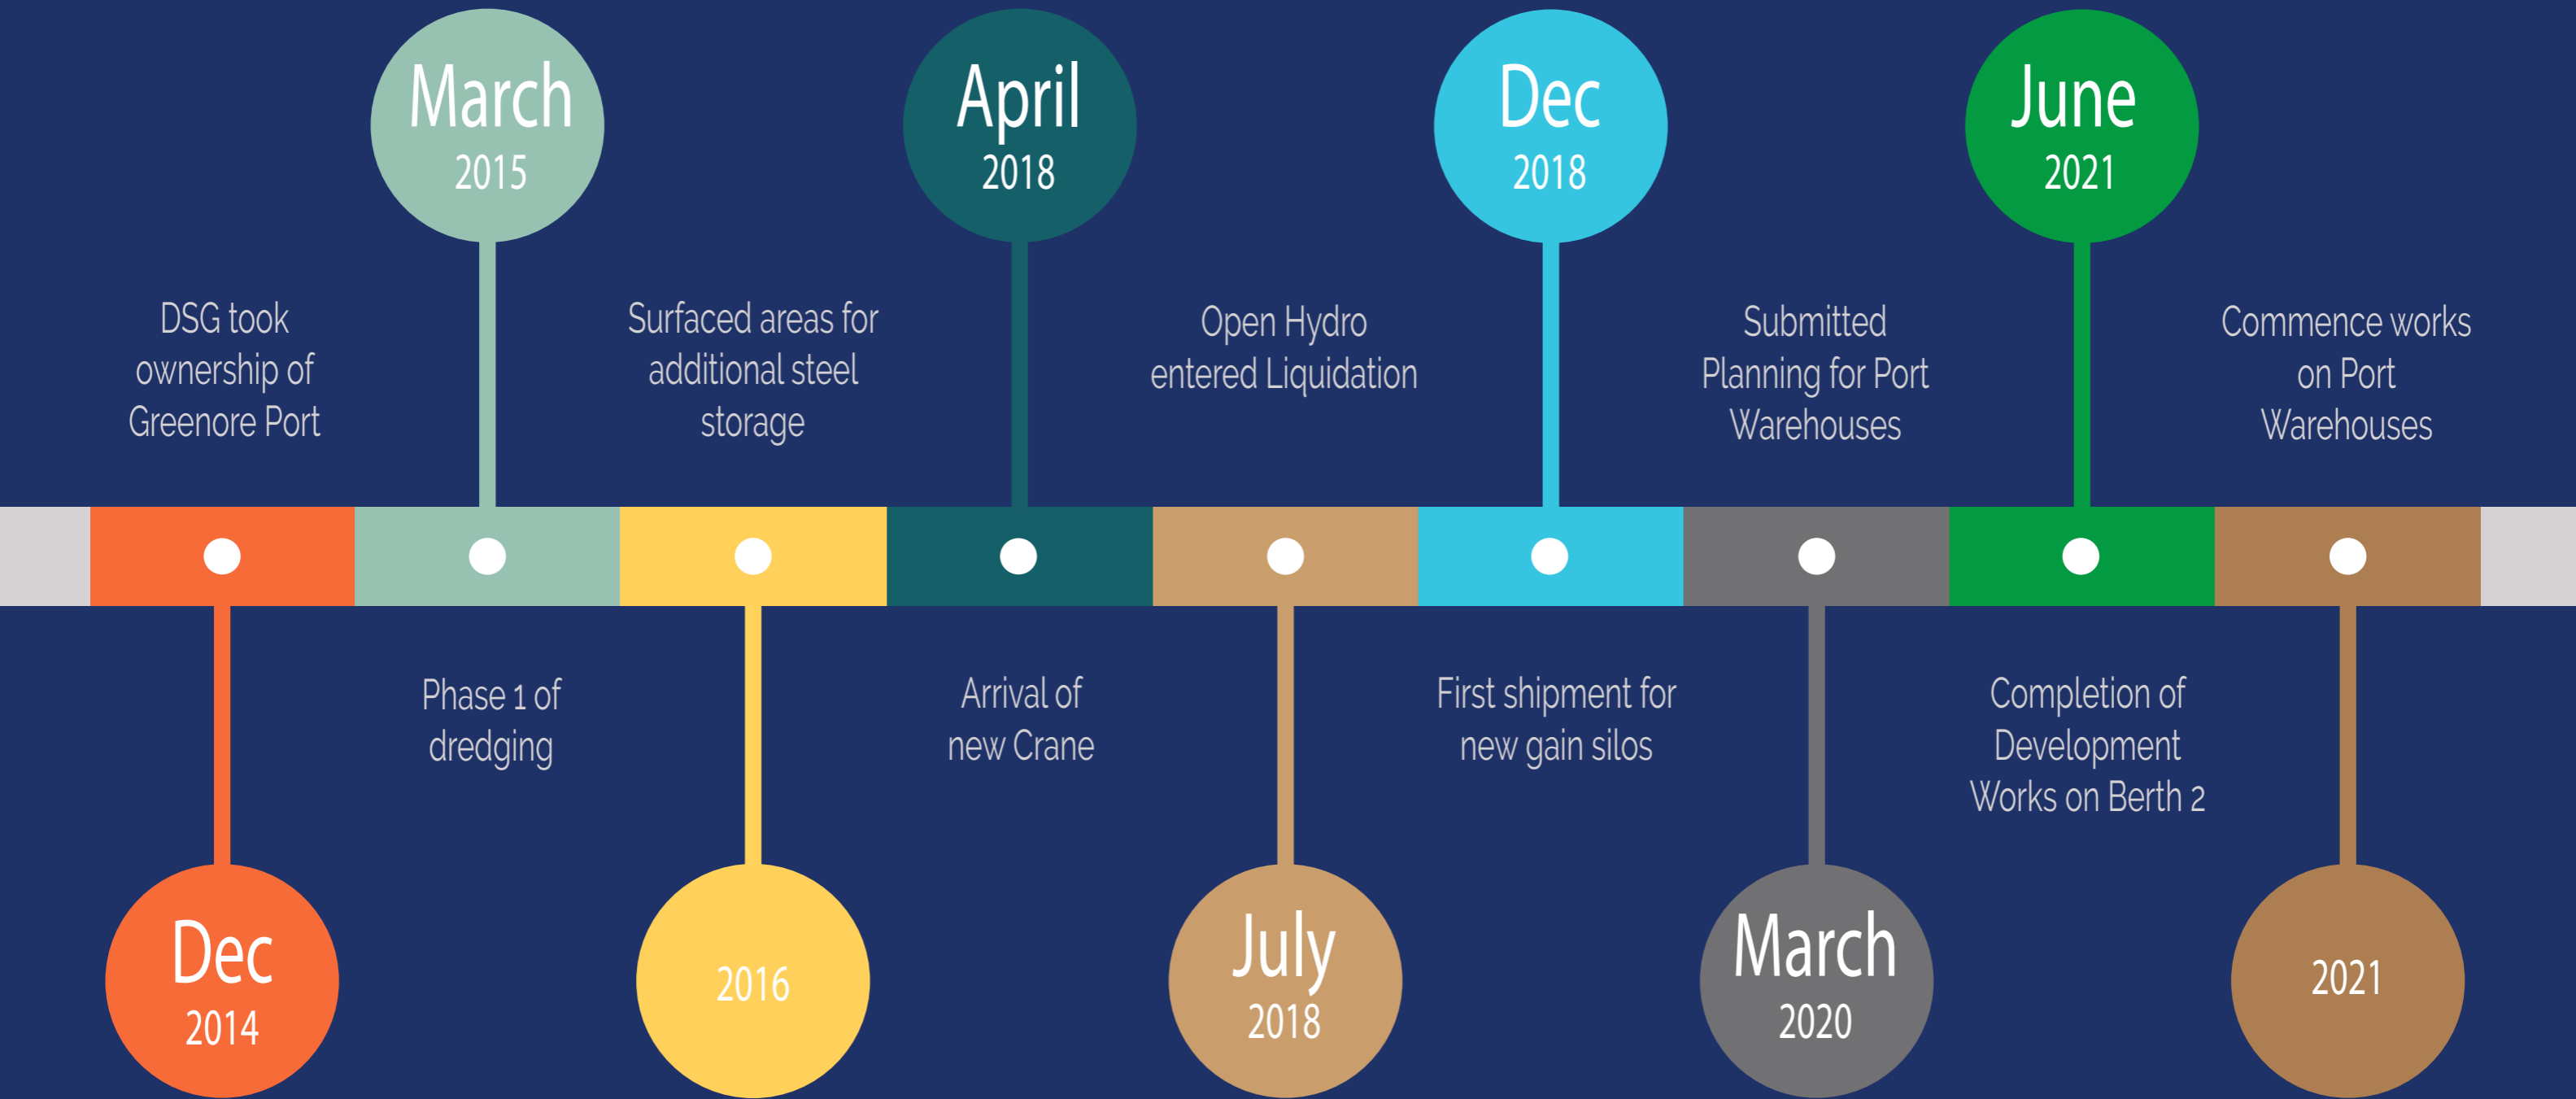 Dec
2014
DSG took
ownership of
Greenore Port
March
2015
Phase 1 of
dredging
2016
Surfaced areas for
additional steel
storage
April
2018
Arrival of
new Crane
July
2018
Open Hydro
entered Liquidation
Dec
2018
First shipment for
new gain silos
March
2020
Submitted
Planning for Port
Warehouses
June
2021
Completion of
Development
Works on Berth 2
2021
Commence works
on Port
Warehouses